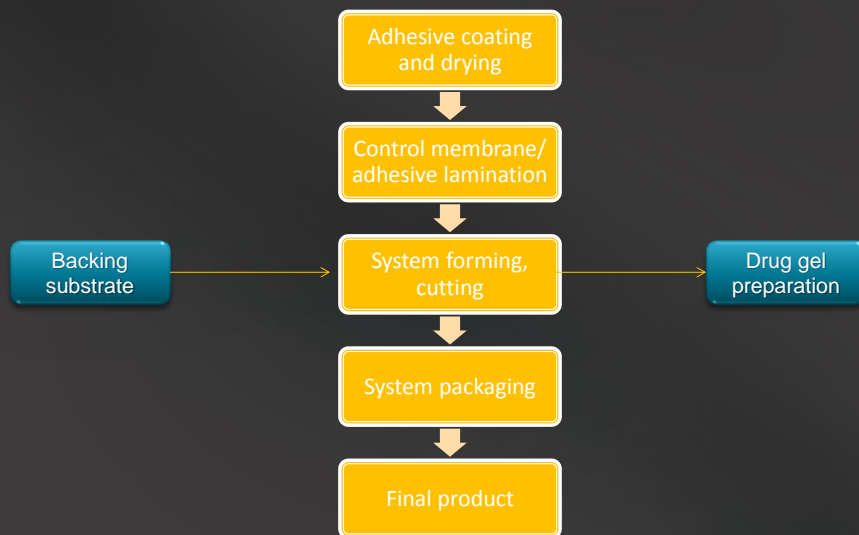 Adhesive coating
and drying
Control membrane/
adhesive lamination
Backing
substrate
System forming,
cutting
Drug gel
preparation
System packaging
Final product